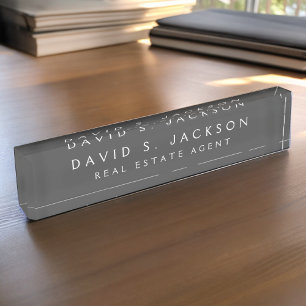 DAVID S. JACKSON
REAL ESTATE AGENT